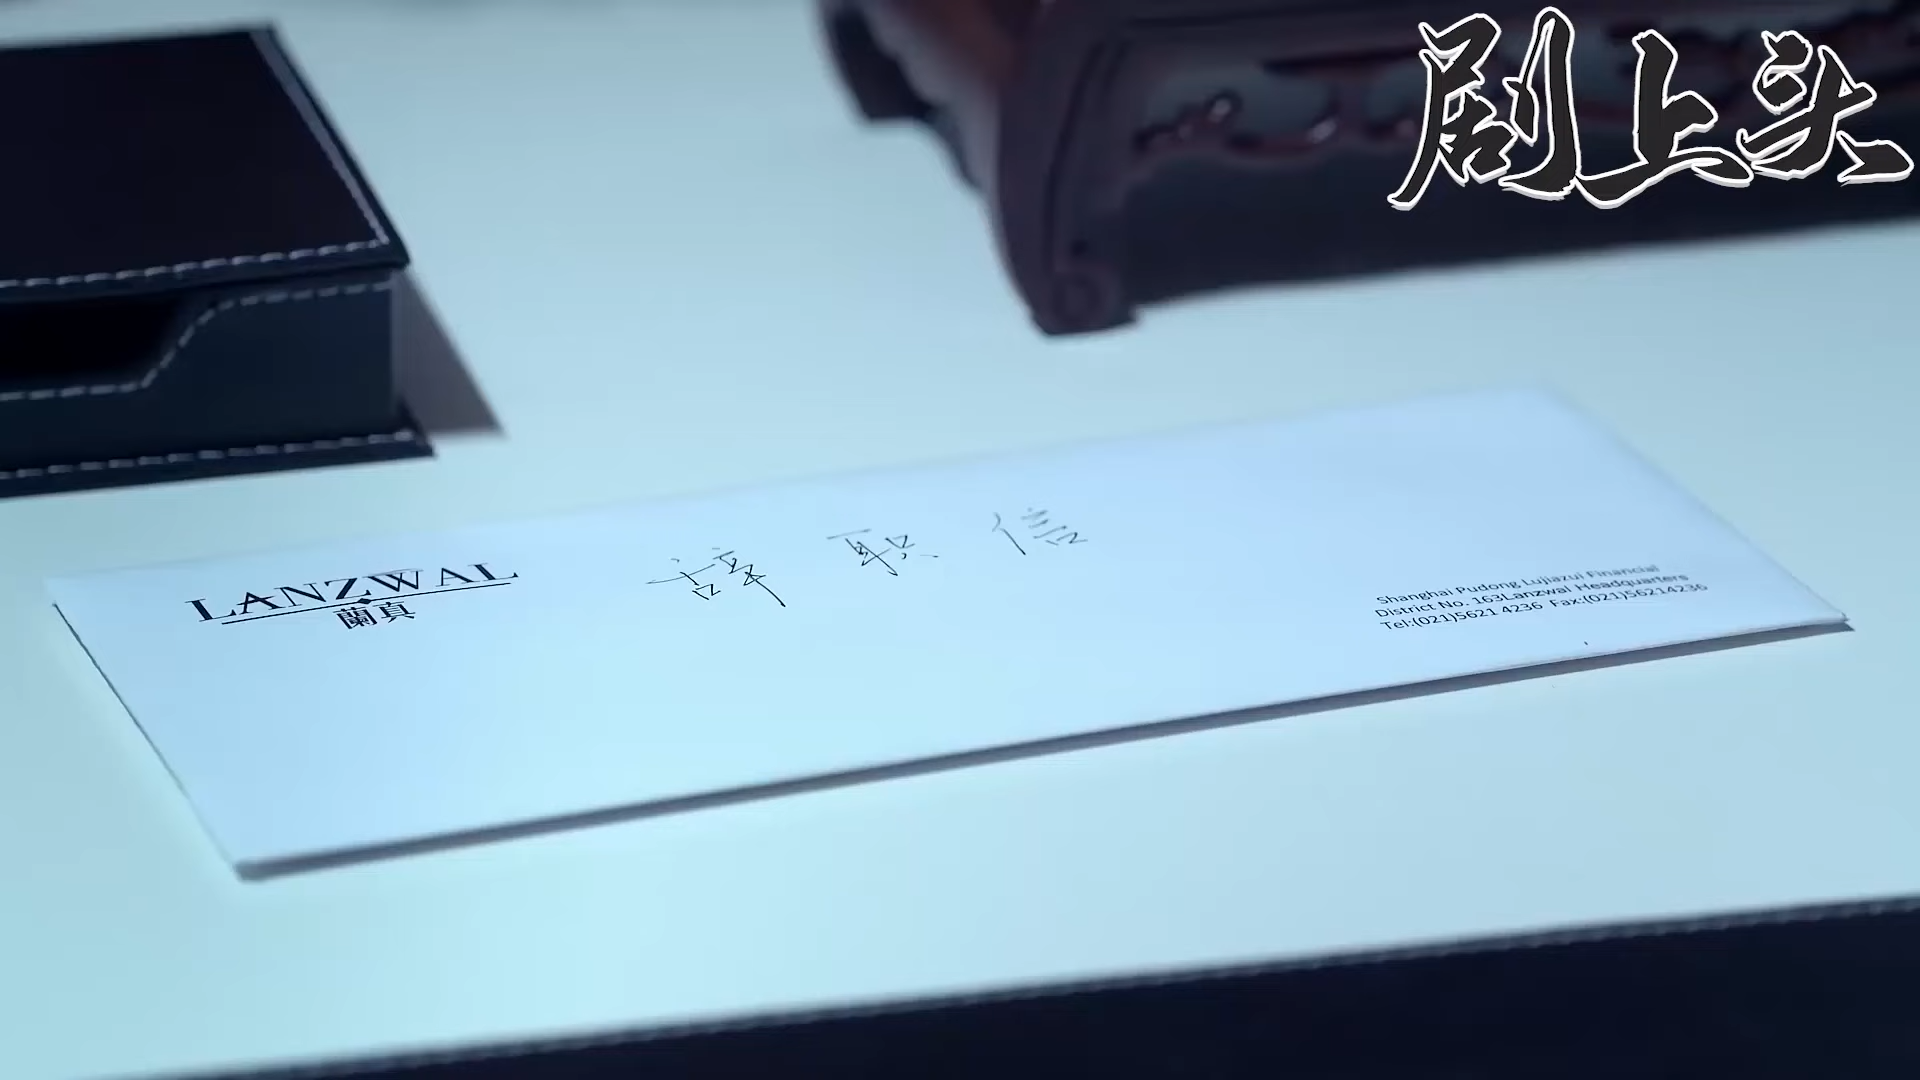 剧上头
LANZWAL
蘭真
辞职信
Shanghai Pudong Lujiazui Financial
District No. 163Lanzwal Headquarters
Tel:(021)5621 4236 Fax:(021)56214236